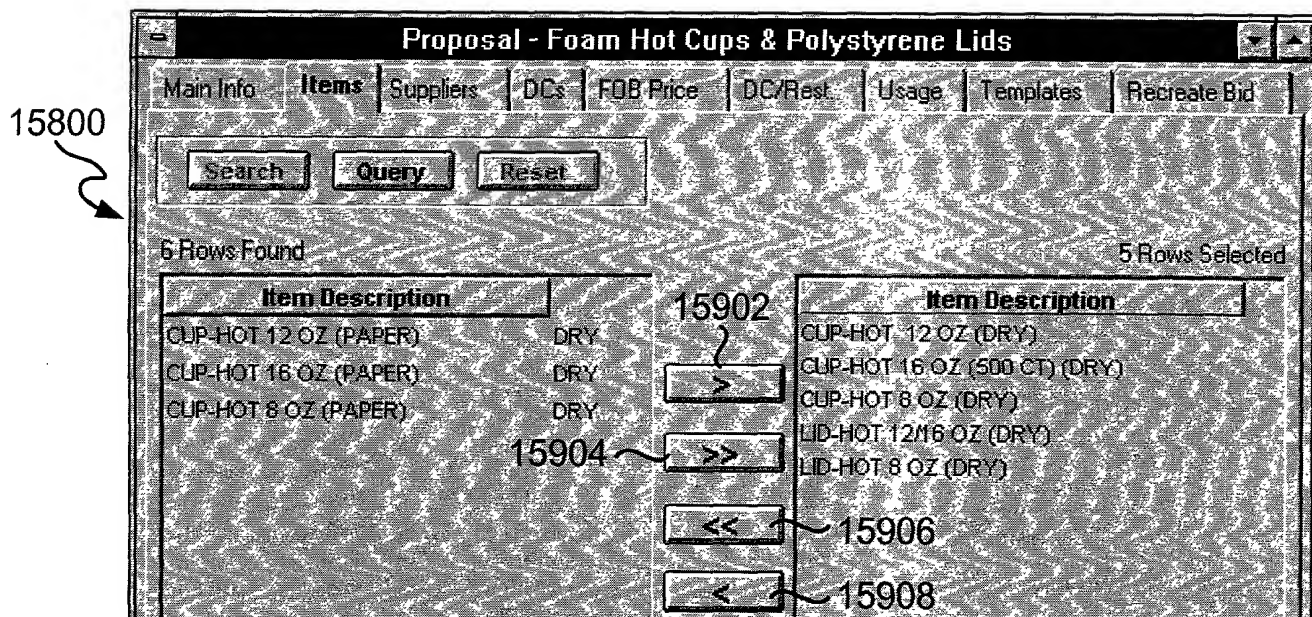 Proposal - Foam Hot Cups & Polystyrene Lids
Main Info Items Suppliers DCs FOB Price DC/Rest. Usage Templates Recreate Bid
15800
Search Query Reset
6 Rows Found 5 Rows Selected
Item Description Item Description
15902
CUP-HOT 12 OZ (PAPER) DRY CUP-HOT 12 OZ (DRY)
CUP-HOT 16 OZ (PAPER) DRY > CUP-HOT 16 OZ (500 CT) (DRY)
CUP-HOT 8 OZ (PAPER) DRY CUP-HOT 8 OZ (DRY)
LID-HOT 12/16 OZ (DRY)
15904 >> LID-HOT 8 OZ (DRY)
<< 15906
< 15908